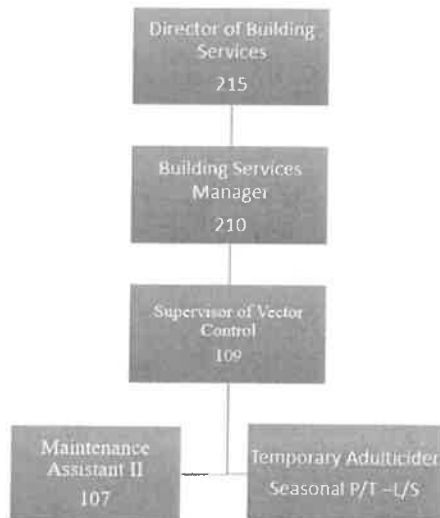 Director of Building
Services
215
Building Services
Manager
210
Supervisor of Vector
Control
109
Maintenance
Assistant II
107
Temporary Adulticider
Seasonal P/T –L/S